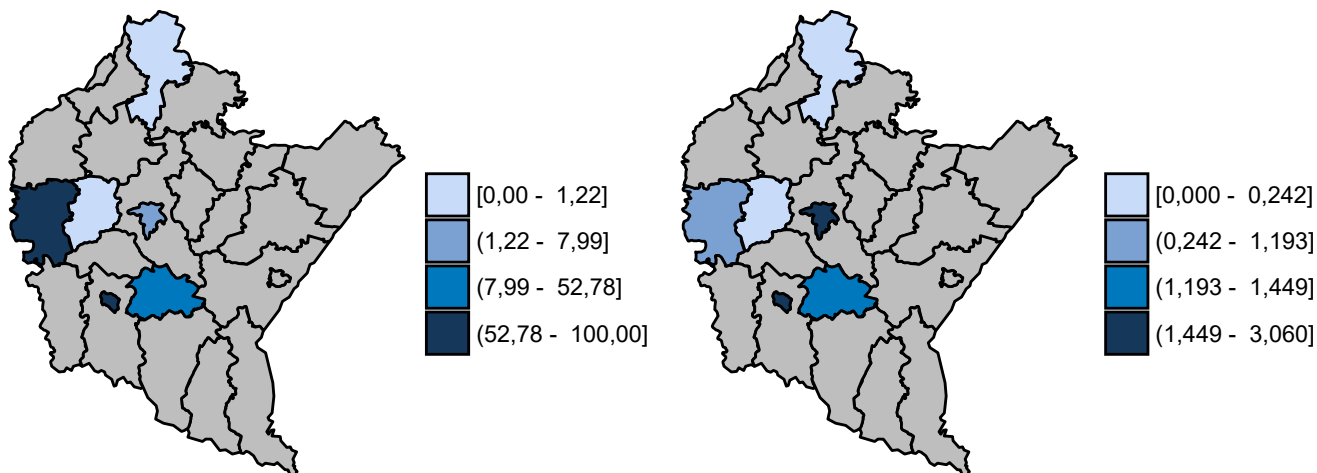 [0,00 - 1,22]
(1,22 - 7,99]
(7,99 - 52,78]
(52,78 - 100,00]
[0,000 - 0,242]
(0,242 - 1,193]
(1,193 - 1,449]
(1,449 - 3,060]